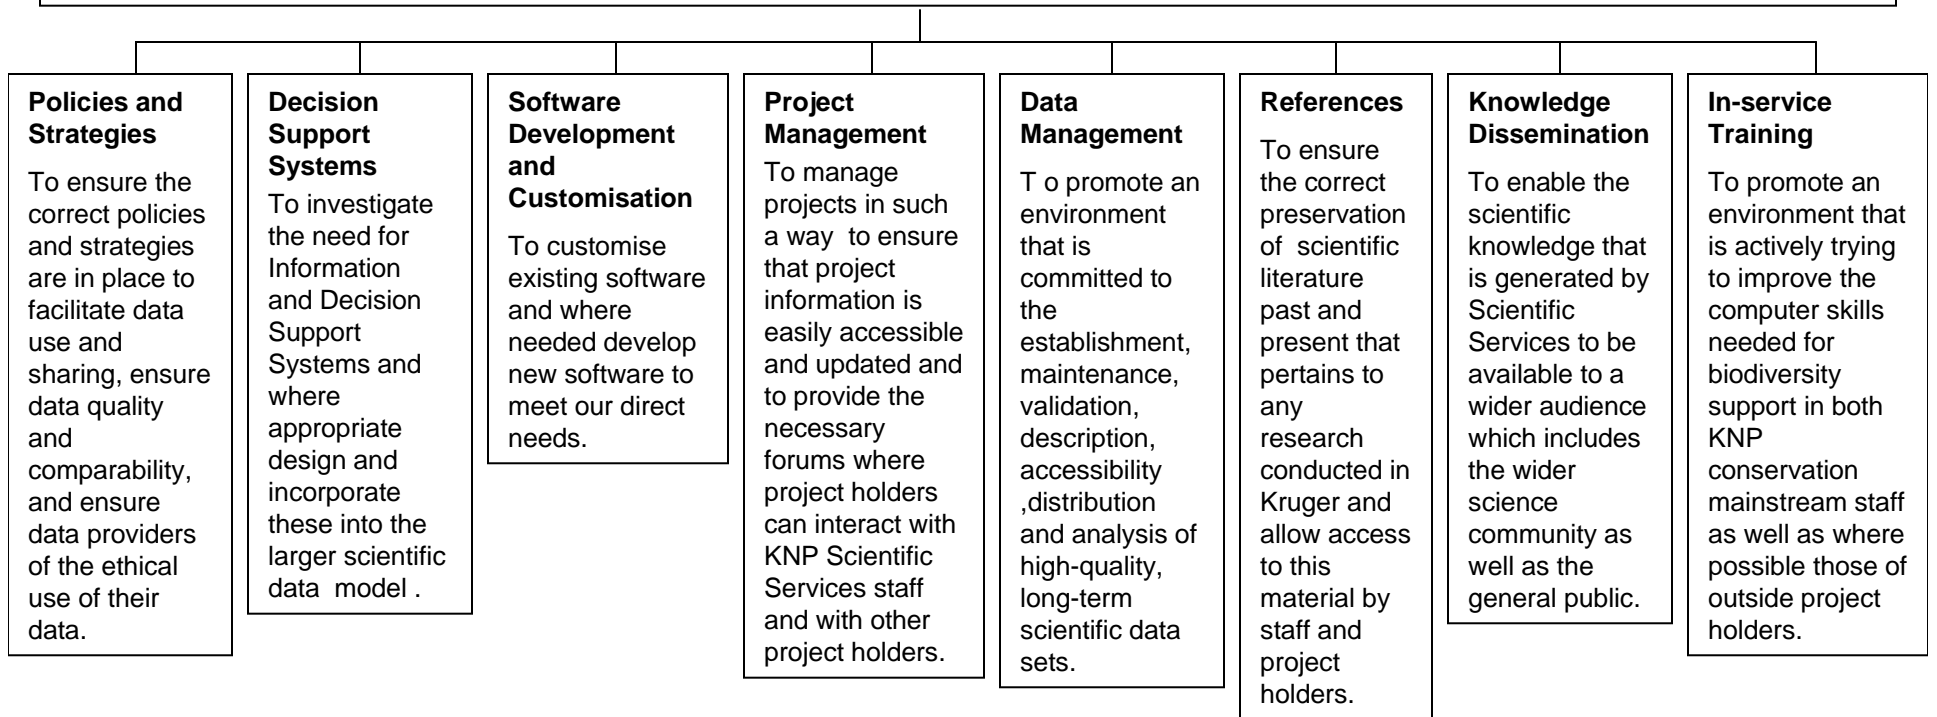 Policies and
Strategies
To ensure the
correct policies
and strategies
are in place to
facilitate data
use and
sharing, ensure
data quality
and
comparability,
and ensure
data providers
of the ethical
use of their
data.
Decision
Support
Systems
To investigate
the need for
Information
and Decision
Support
Systems and
where
appropriate
design and
incorporate
these into the
larger scientific
data model .
Software
Development
and
Customisation
To customise
existing software
and where
needed develop
new software to
meet our direct
needs.
Project
Management
To manage
projects in such
a way to ensure
that project
information is
easily accessible
and updated and
to provide the
necessary
forums where
project holders
can interact with
KNP Scientific
Services staff
and with other
project holders.
Data
Management
T o promote an
environment
that is
committed to
the
establishment,
maintenance,
validation,
description,
accessibility
,distribution
and analysis of
high-quality,
long-term
scientific data
sets.
References
To ensure
the correct
preservation
of scientific
literature
past and
present that
pertains to
any
research
conducted in
Kruger and
allow access
to this
material by
staff and
project
holders.
Knowledge
Dissemination
To enable the
scientific
knowledge that
is generated by
Scientific
Services to be
available to a
wider audience
which includes
the wider
science
community as
well as the
general public.
In-service
Training
To promote an
environment that
is actively trying
to improve the
computer skills
needed for
biodiversity
support in both
KNP
conservation
mainstream staff
as well as where
possible those of
outside project
holders.